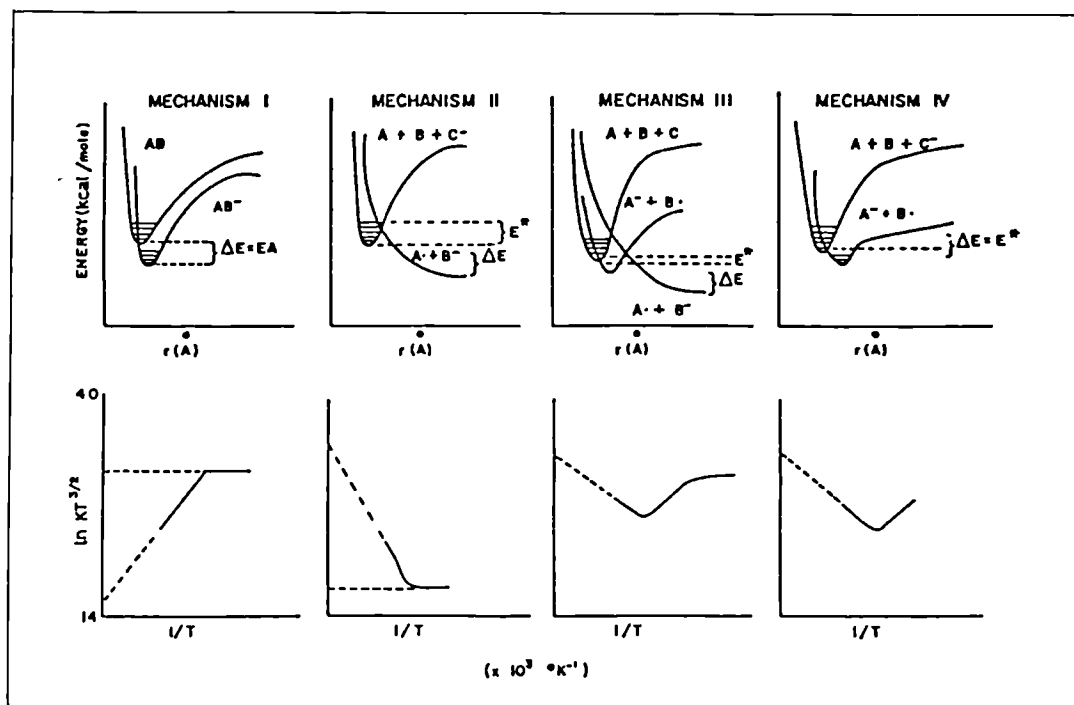 MECHANISM I
MECHANISM II
MECHANISM III
MECHANISM IV
ENERGY (kcal/mole)
AB
AB⁻
ΔE = EA
r (Å)
A + B + C⁻
E*
A· + B⁻
ΔE
r (Å)
A + B + C
A⁻ + B·
E*
ΔE
A· + B⁻
r (Å)
A + B + C⁻
A⁻ + B·
ΔE = E*
r (Å)
40
ln KT^3/2
14
1/T
1/T
1/T
1/T
(x 10³ °K⁻¹)